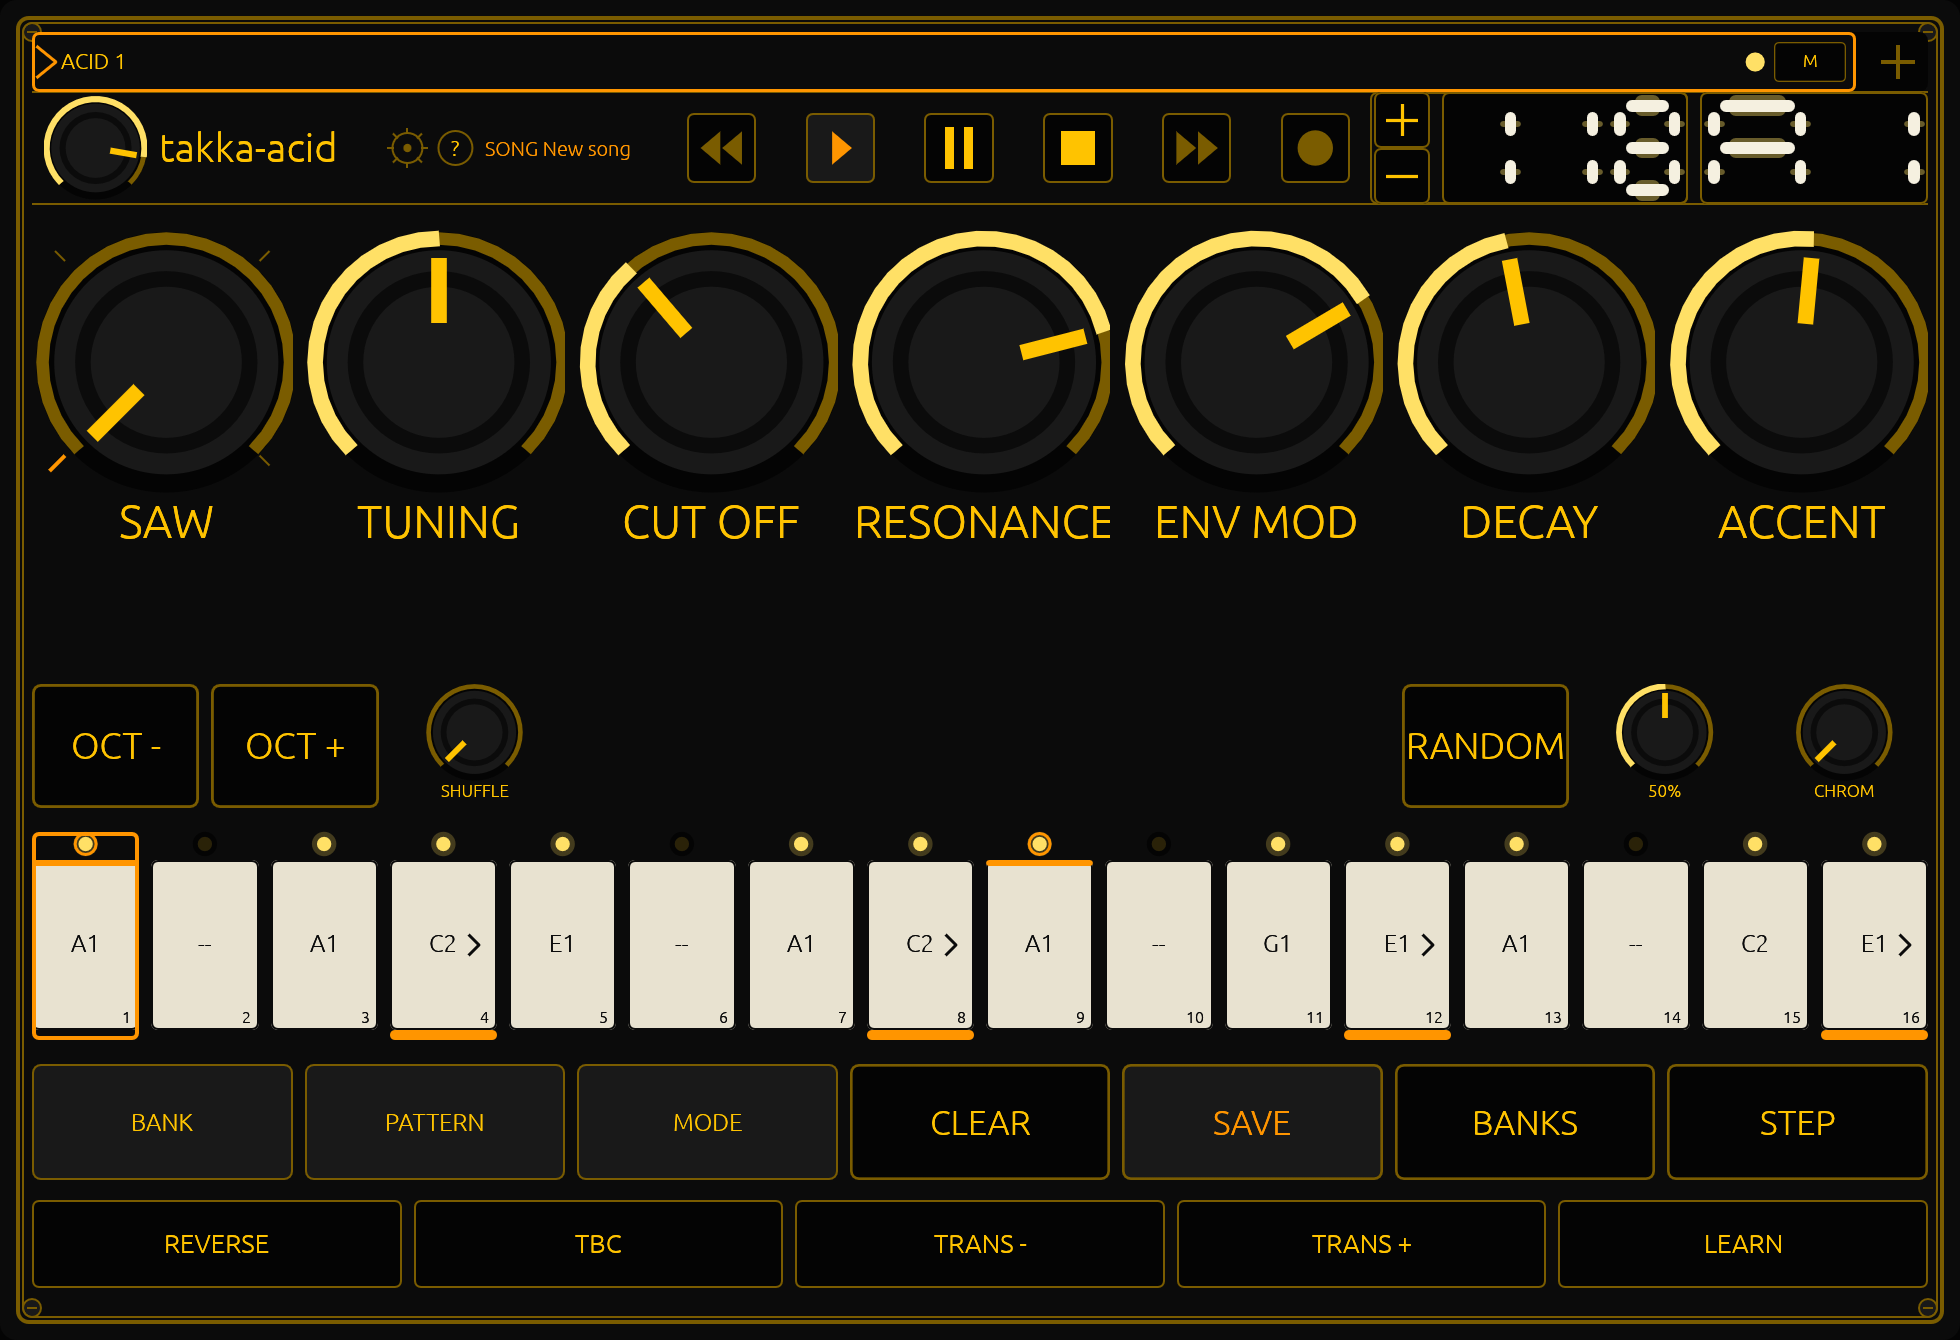 ACID 1
M
takka-acid
?
SONG New song
SAW
TUNING
CUT OFF
RESONANCE
ENV MOD
DECAY
ACCENT
OCT -
OCT +
SHUFFLE
RANDOM
50%
CHROM
A1
--
A1
C2 >
E1
--
A1
C2 >
A1
--
G1
E1 >
A1
--
C2
E1 >
1
2
3
4
5
6
7
8
9
10
11
12
13
14
15
16
BANK
PATTERN
MODE
CLEAR
SAVE
BANKS
STEP
REVERSE
TBC
TRANS -
TRANS +
LEARN